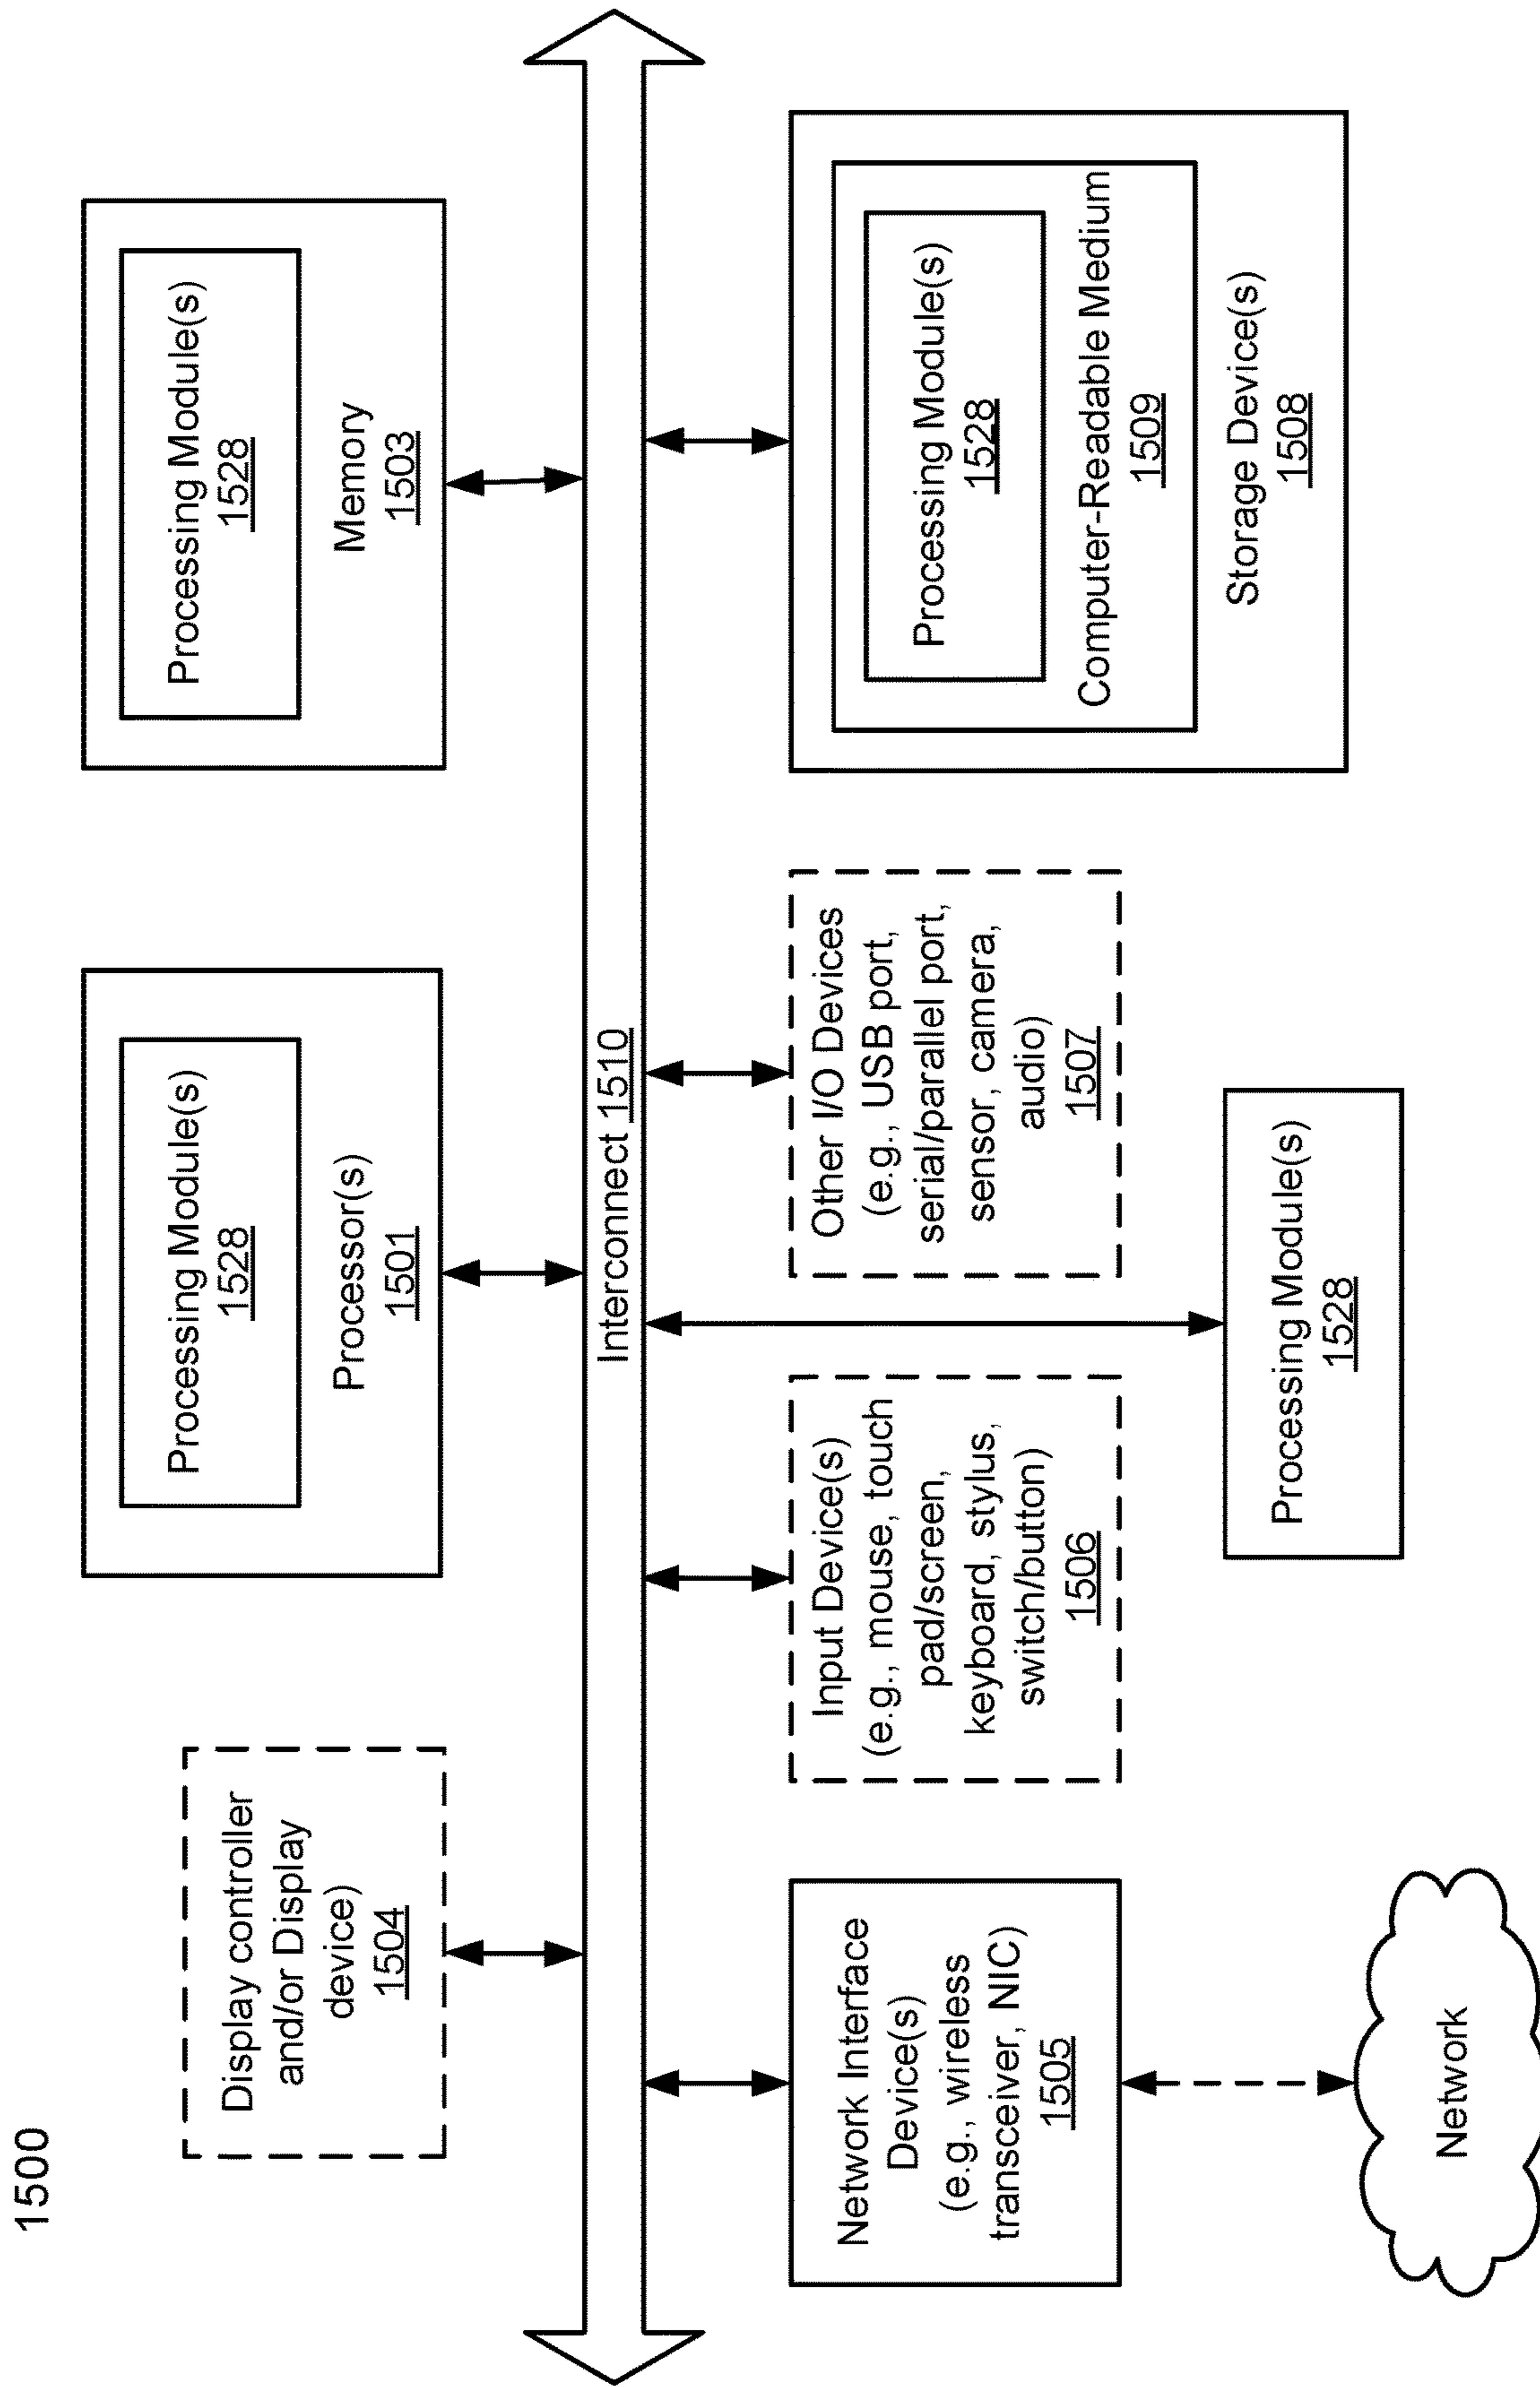 1500
Display controller
and/or Display
device)
1504
Processing Module(s)
1528
Processor(s)
1501
Processing Module(s)
1528
Memory
1503
Interconnect 1510
Network Interface
Device(s)
(e.g., wireless
transceiver, NIC)
1505
Input Device(s)
(e.g., mouse, touch
pad/screen,
keyboard, stylus,
switch/button)
1506
Other I/O Devices
(e.g., USB port,
serial/parallel port,
sensor, camera,
audio)
1507
Processing Module(s)
1528
Computer-Readable Medium
1509
Storage Device(s)
1508
Processing Module(s)
1528
Network